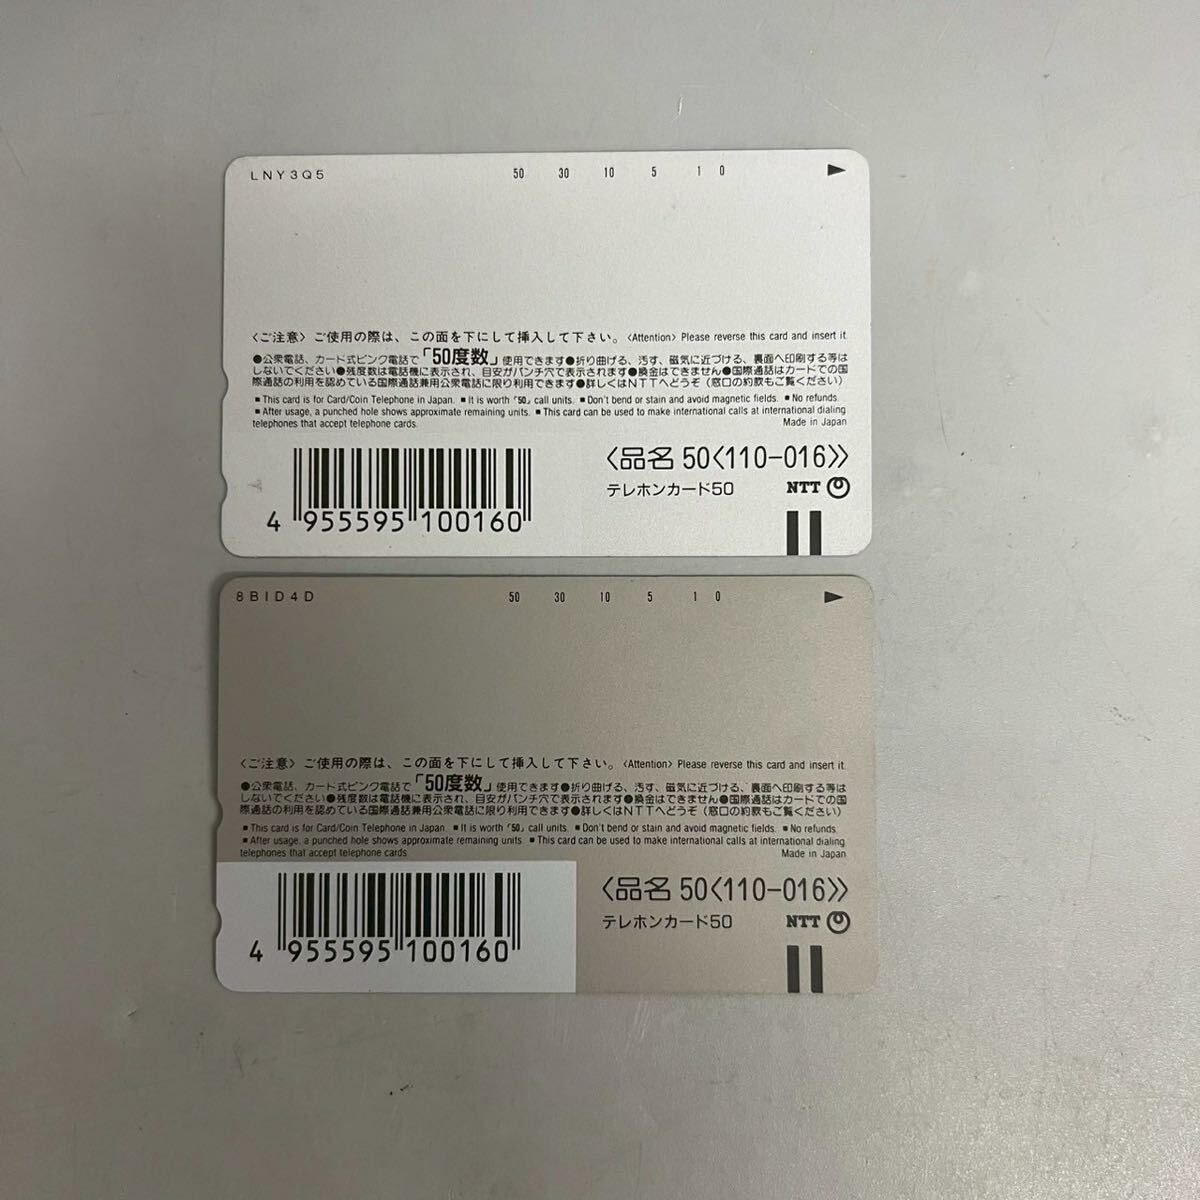 LNY3Q5 50 30 10 5 1 0 ▶
〈ご注意〉ご使用の際は、この面を下にして挿入して下さい。〈Attention〉Please reverse this card and insert it.
●公衆電話、カード式ピンク電話で「50度数」使用できます●折り曲げる、汚す、磁気に近づける、裏面へ印刷する等は
しないでください●残度数は電話機に表示され、目安がパンチ穴で表示されます●換金はできません●国際通話はカードでの国
際通話の利用を認めている国際通話兼用公衆電話に限り利用できます●詳しくはNTTへどうぞ（窓口の約款もご覧ください）
■This card is for Card/Coin Telephone in Japan. ■It is worth「50」call units. ■Don't bend or stain and avoid magnetic fields. ■No refunds.
■After usage, a punched hole shows approximate remaining units. ■This card can be used to make international calls at international dialing
telephones that accept telephone cards. Made in Japan
〈品名 50〈110-016〉〉
テレホンカード50 NTT
4 955595 100160
8BID4D 50 30 10 5 1 0 ▶
〈ご注意〉ご使用の際は、この面を下にして挿入して下さい。〈Attention〉Please reverse this card and insert it.
●公衆電話、カード式ピンク電話で「50度数」使用できます●折り曲げる、汚す、磁気に近づける、裏面へ印刷する等は
しないでください●残度数は電話機に表示され、目安がパンチ穴で表示されます●換金はできません●国際通話はカードでの国
際通話の利用を認めている国際通話兼用公衆電話に限り利用できます●詳しくはNTTへどうぞ（窓口の約款もご覧ください）
■This card is for Card/Coin Telephone in Japan. ■It is worth「50」call units. ■Don't bend or stain and avoid magnetic fields. ■No refunds.
■After usage, a punched hole shows approximate remaining units. ■This card can be used to make international calls at international dialing
telephones that accept telephone cards. Made in Japan
〈品名 50〈110-016〉〉
テレホンカード50 NTT
4 955595 100160